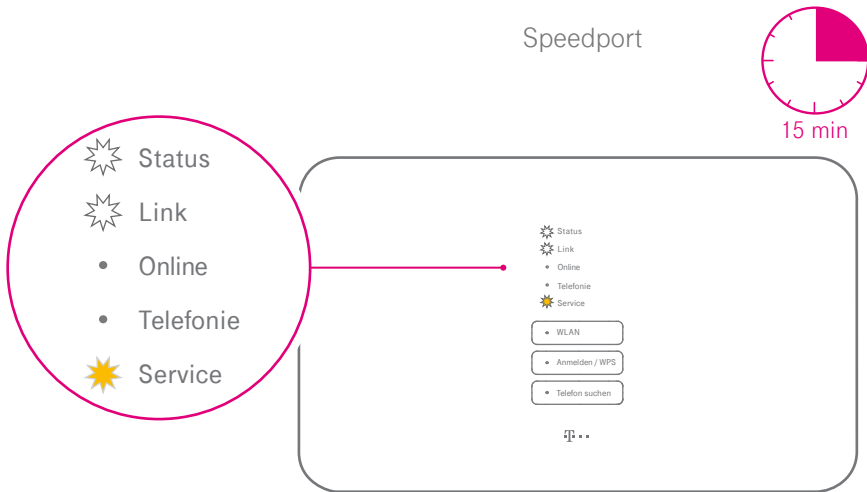 Speedport
15 min
Status
Link
Online
Telefonie
Service
Status
Link
Online
Telefonie
Service
WLAN
Anmelden / WPS
Telefon suchen
T